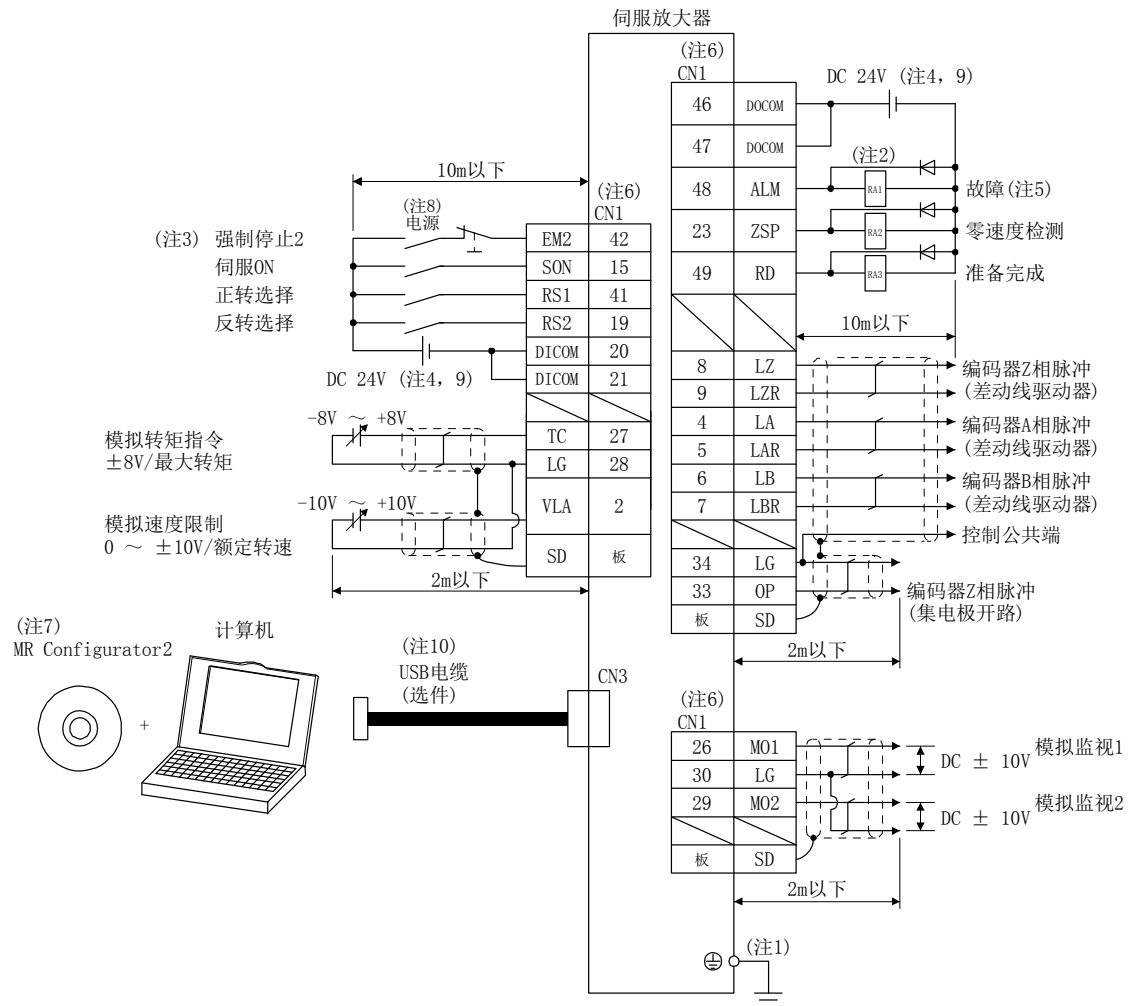 伺服放大器
(注6)
CN1
DC 24V (注4, 9)
46 DOCOM
47 DOCOM
(注2)
48 ALM RA1 故障(注5)
23 ZSP RA2 零速度检测
49 RD RA3 准备完成
10m以下
8 LZ 编码器Z相脉冲
9 LZR (差动线驱动器)
4 LA 编码器A相脉冲
5 LAR (差动线驱动器)
6 LB 编码器B相脉冲
7 LBR (差动线驱动器)
控制公共端
34 LG
33 OP 编码器Z相脉冲
(集电极开路)
板 SD
2m以下
10m以下
(注6)
CN1
(注8)
电源
(注3) 强制停止2 EM2 42
伺服ON SON 15
正转选择 RS1 41
反转选择 RS2 19
DICOM 20
DC 24V (注4, 9) DICOM 21
-8V ～ +8V
模拟转矩指令 TC 27
±8V/最大转矩 LG 28
-10V ～ +10V
VLA 2
模拟速度限制
0 ～ ±10V/额定转速
SD 板
2m以下
(注7)
MR Configurator2
+
计算机
(注10)
USB电缆
(选件)
CN3
(注6)
CN1
26 MO1 模拟监视1
DC ± 10V
30 LG
29 MO2 模拟监视2
DC ± 10V
板 SD
2m以下
(注1)